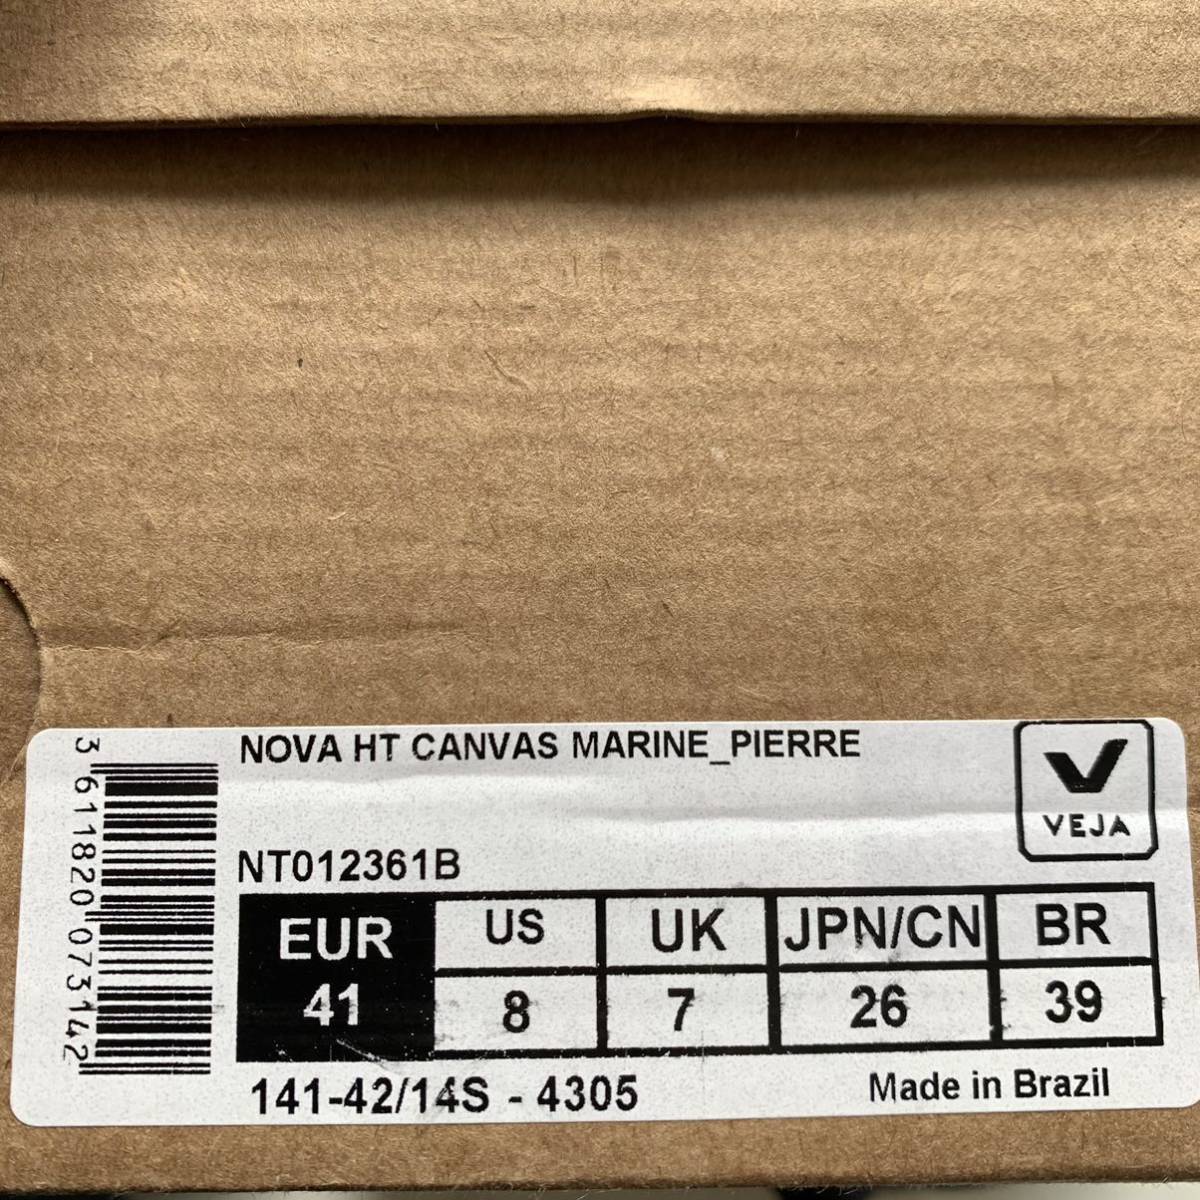 NOVA HT CANVAS MARINE_PIERRE
VEJA
NT012361B
EUR US UK JPN/CN BR
41 8 7 26 39
141-42/14S - 4305
Made in Brazil
3 611820 073142